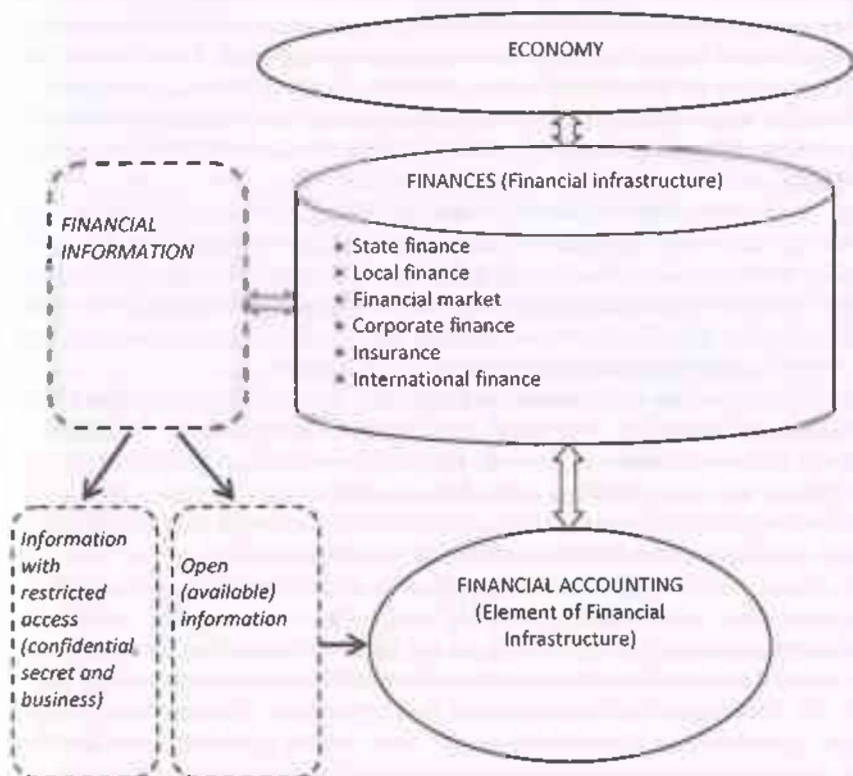 ECONOMY
FINANCES (Financial infrastructure)
FINANCIAL
INFORMATION
State finance
Local finance
Financial market
Corporate finance
Insurance
International finance
Information
with
restricted
access
(confidential,
secret and
business)
Open
(available)
information
FINANCIAL ACCOUNTING
(Element of Financial
Infrastructure)